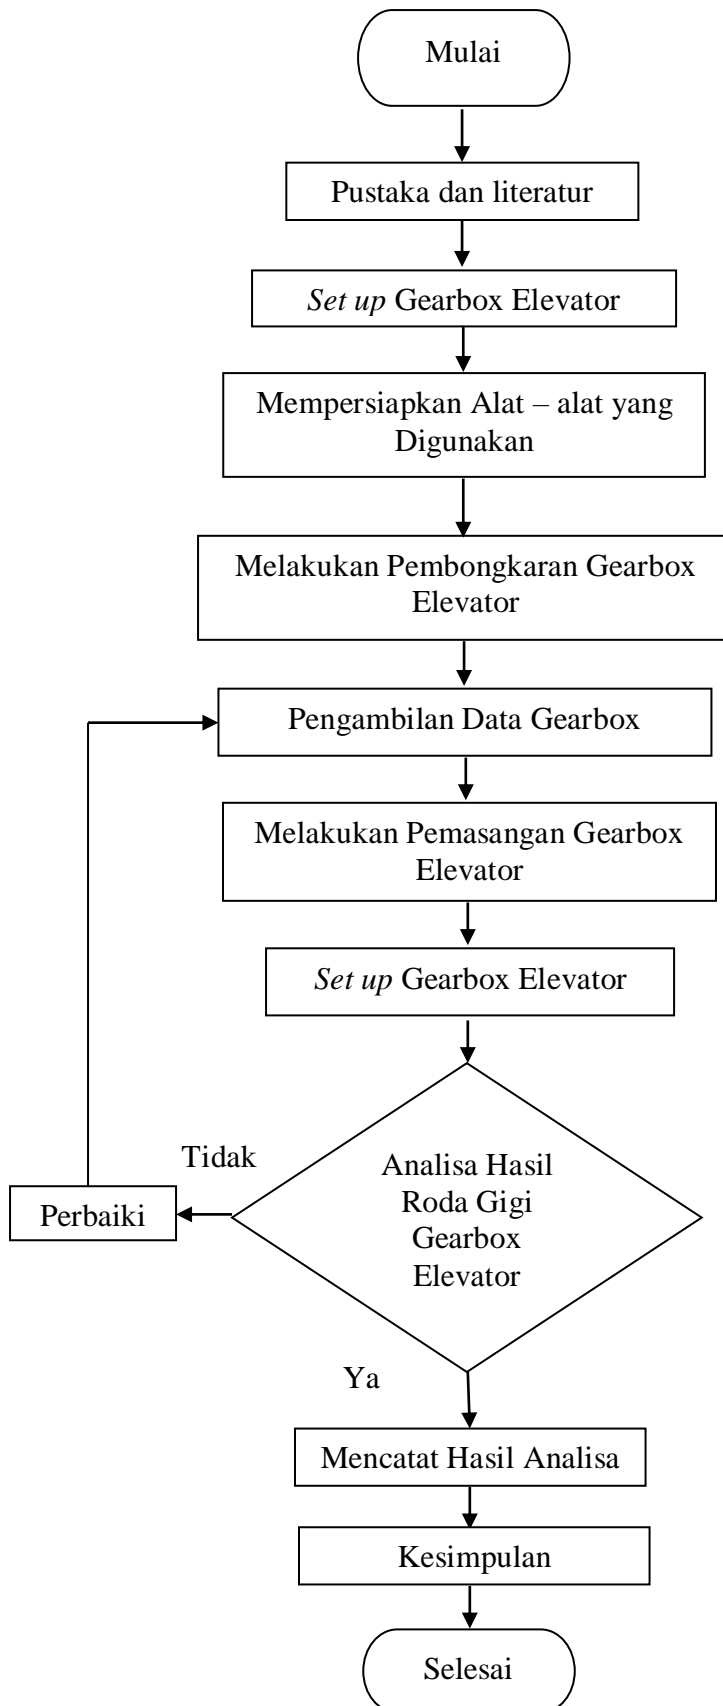 Mulai
Pustaka dan literatur
Set up Gearbox Elevator
Mempersiapkan Alat – alat yang
Digunakan
Melakukan Pembongkaran Gearbox
Elevator
Pengambilan Data Gearbox
Melakukan Pemasangan Gearbox
Elevator
Set up Gearbox Elevator
Analisa Hasil
Roda Gigi
Gearbox
Elevator
Tidak
Perbaiki
Ya
Mencatat Hasil Analisa
Kesimpulan
Selesai